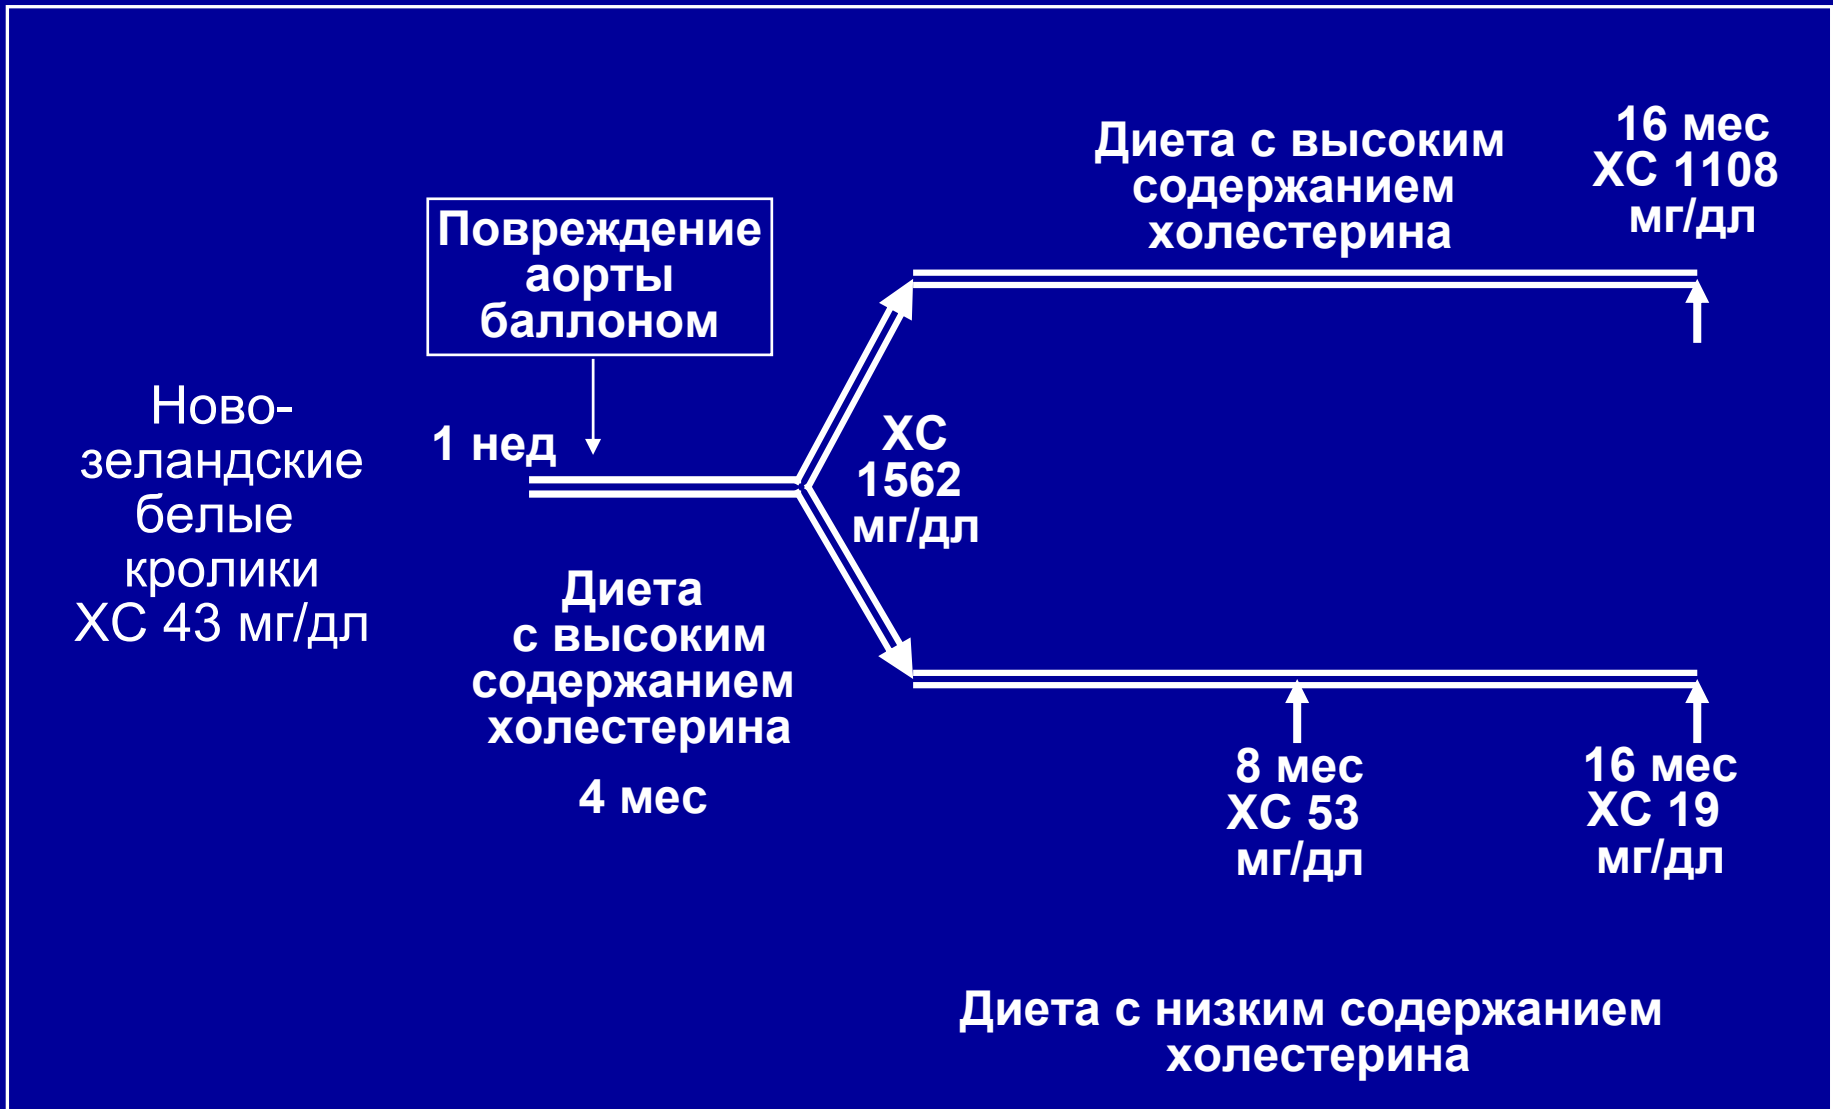 Ново-
зеландские
белые
кролики
ХС 43 мг/дл
Повреждение
аорты
баллоном
1 нед
Диета
с высоким
содержанием
холестерина
4 мес
ХС
1562
мг/дл
Диета с высоким
содержанием
холестерина
16 мес
ХС 1108
мг/дл
8 мес
ХС 53
мг/дл
16 мес
ХС 19
мг/дл
Диета с низким содержанием
холестерина